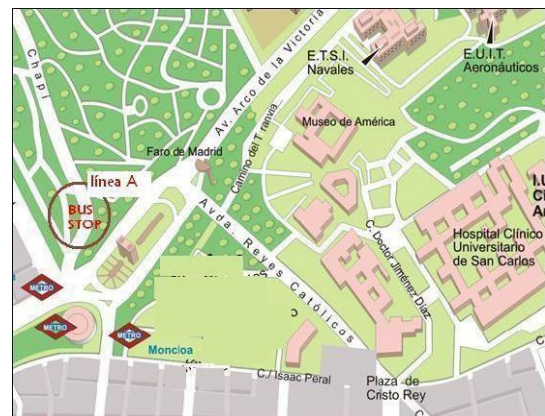 Chapí
Av. Arco de la Victoria
E.T.S.I.
Navales
E.U.I.T.
Aeronáuticos
Museo de América
Faro de Madrid
Camino del Tranvia
línea A
BUS
STOP
Avda. Reyes Católicos
C. Doctor Jiménez Díaz
Hospital Clínico
Universitario
de San Carlos
METRO
METRO
METRO
Moncloa
C./ Isaac Peral
Plaza de
Cristo Rey